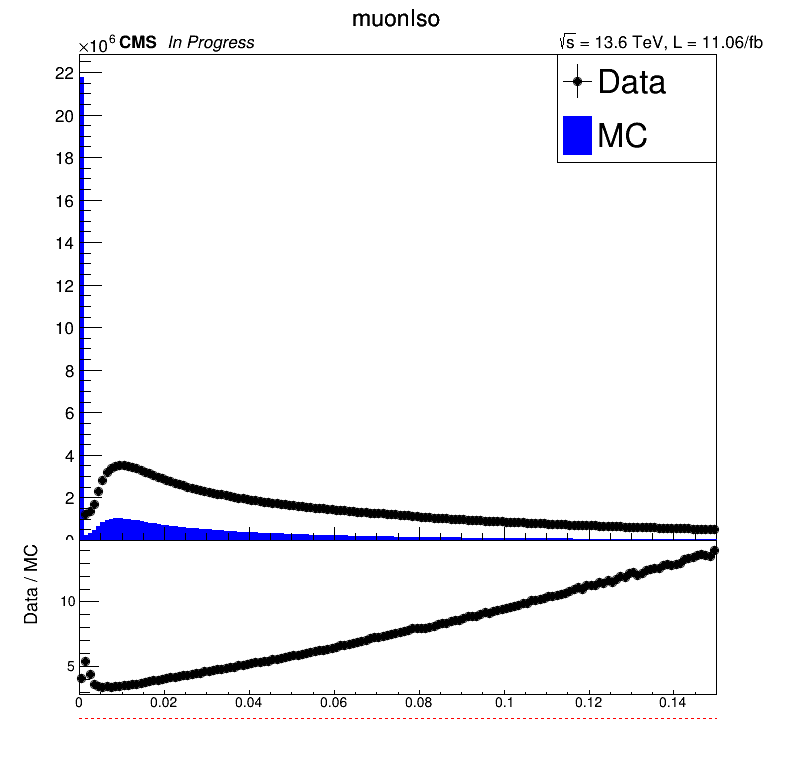 muonIso
×10^6 CMS In Progress
√s = 13.6 TeV, L = 11.06/fb
Data
MC
22
20
18
16
14
12
10
8
6
4
2
0
Data / MC
10
5
0 0.02 0.04 0.06 0.08 0.1 0.12 0.14